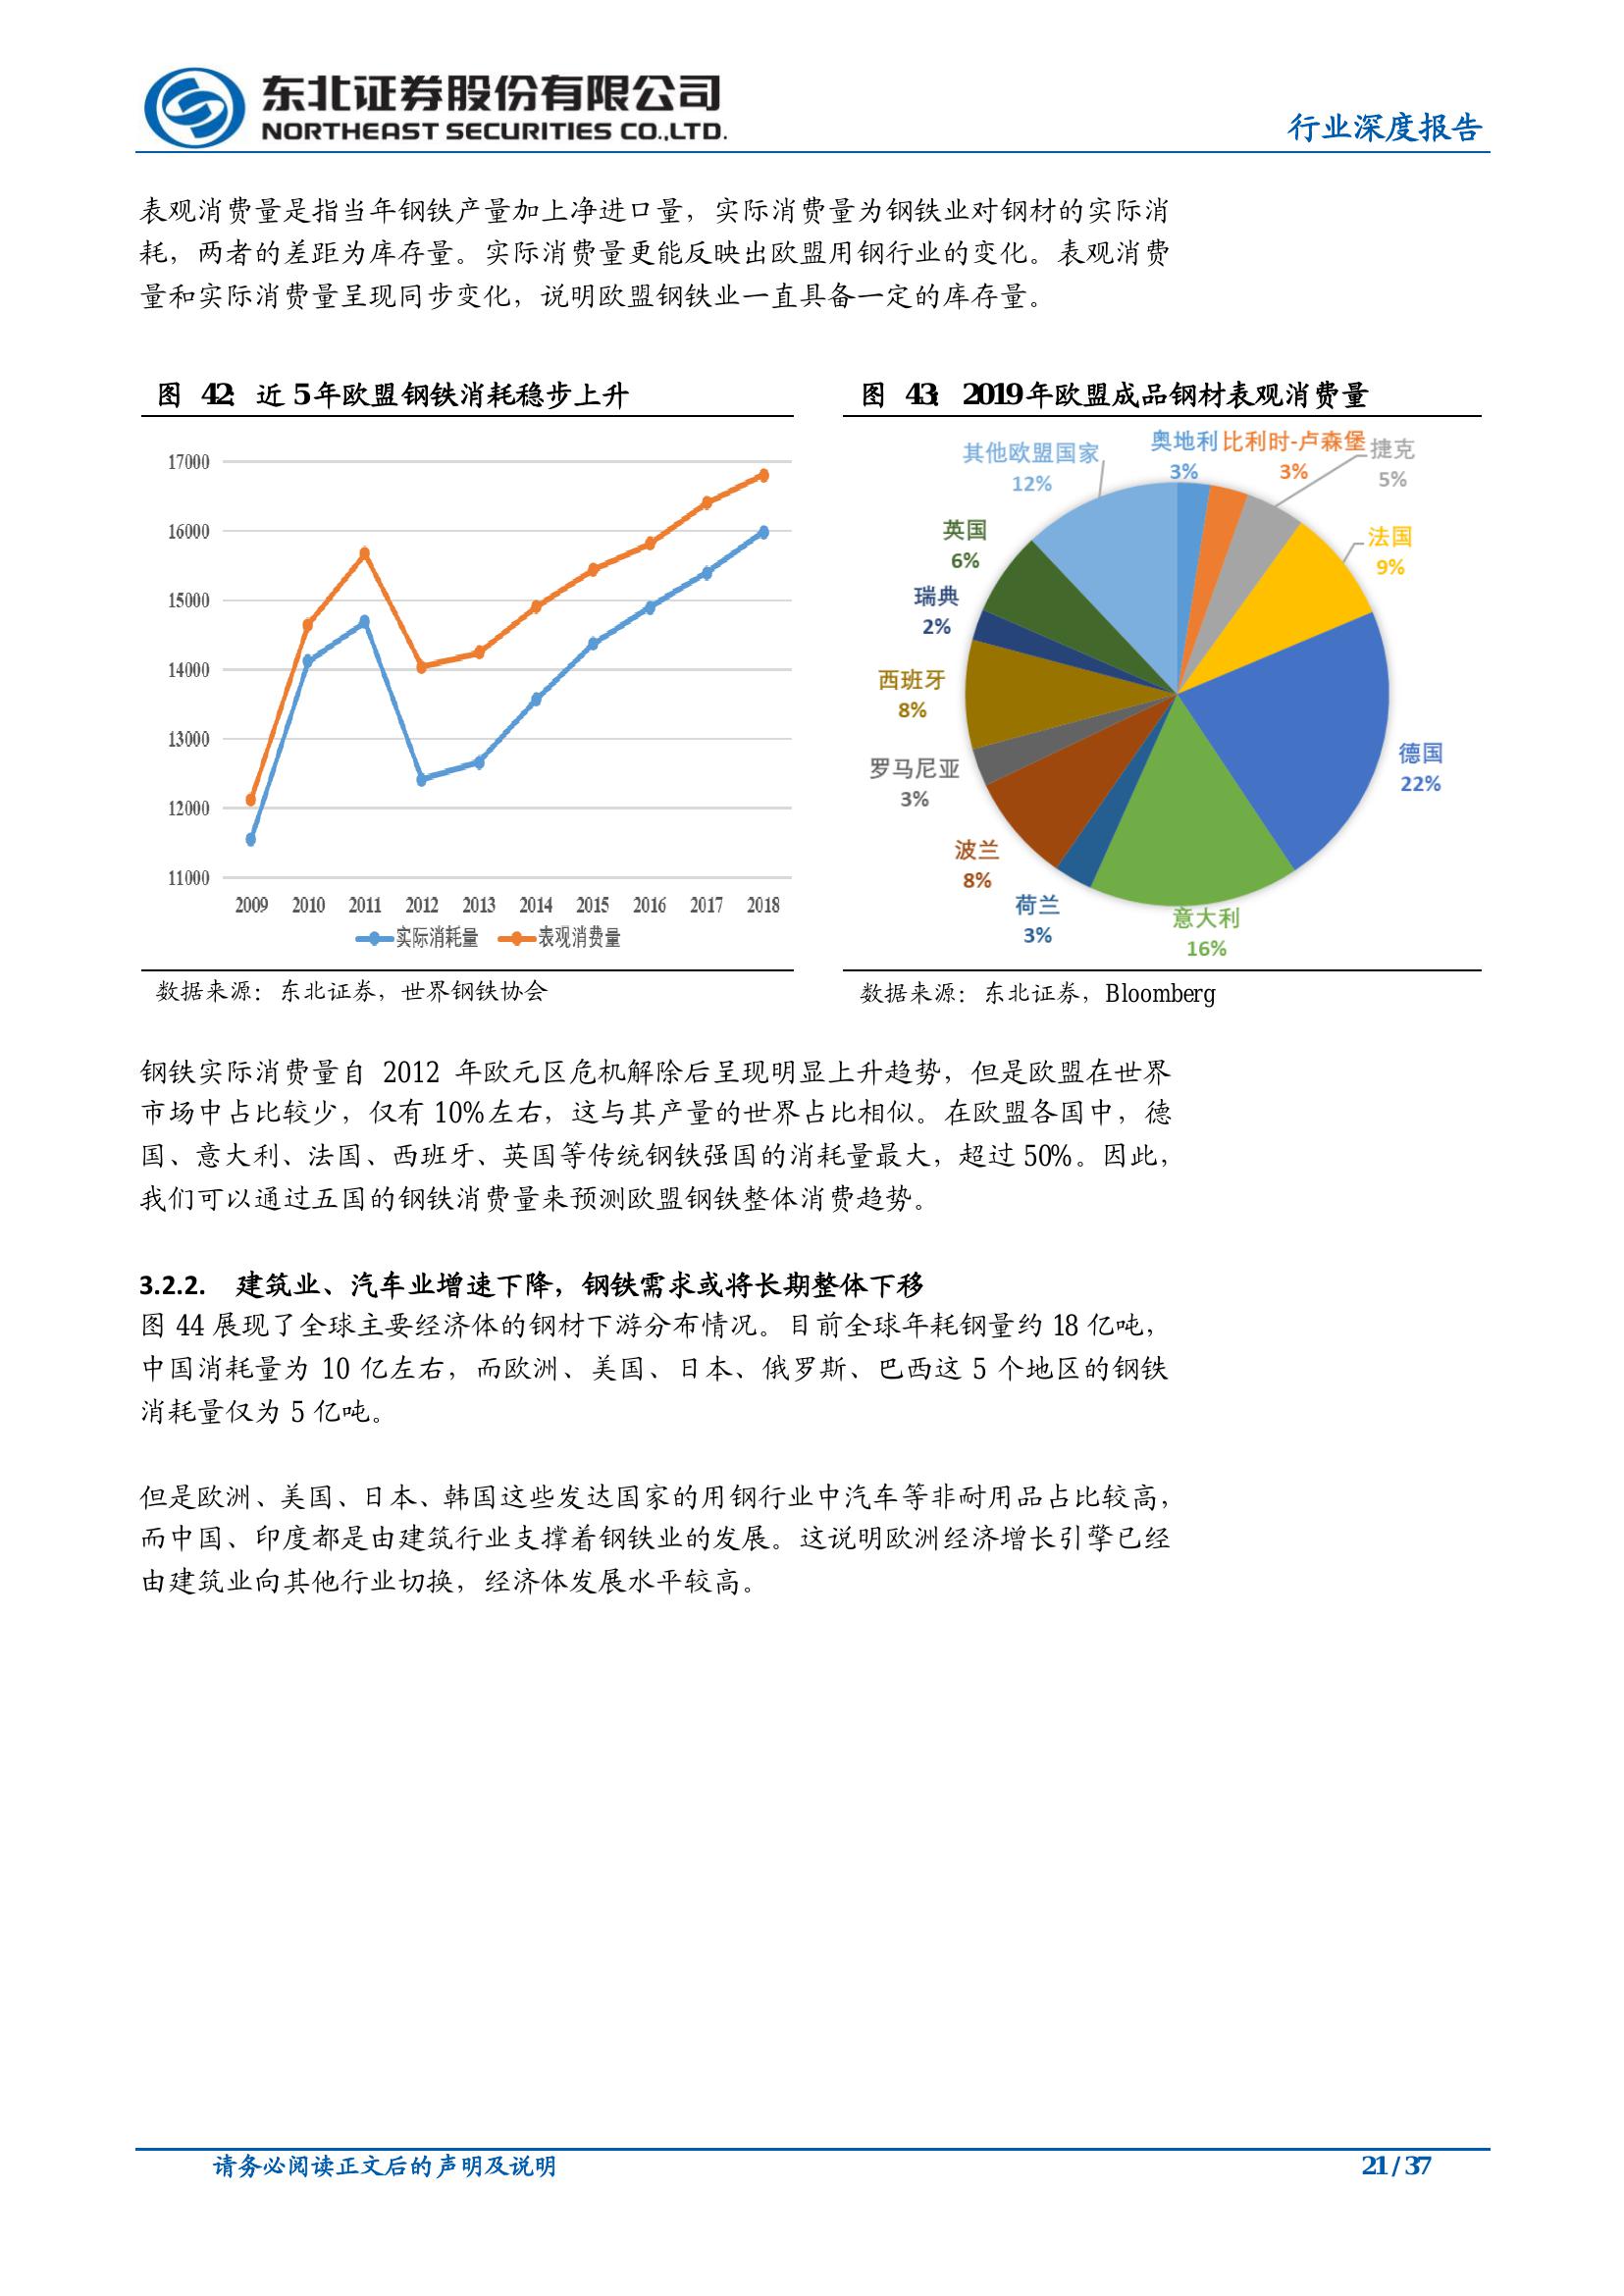 东北证券股份有限公司
NORTHEAST SECURITIES CO.,LTD.
行业深度报告
表观消费量是指当年钢铁产量加上净进口量，实际消费量为钢铁业对钢材的实际消
耗，两者的差距为库存量。实际消费量更能反映出欧盟用钢行业的变化。表观消费
量和实际消费量呈现同步变化，说明欧盟钢铁业一直具备一定的库存量。
图 42：近 5 年欧盟钢铁消耗稳步上升
17000
16000
15000
14000
13000
12000
11000
2009 2010 2011 2012 2013 2014 2015 2016 2017 2018
实际消耗量 表观消费量
数据来源：东北证券，世界钢铁协会
图 43：2019 年欧盟成品钢材表观消费量
奥地利
3%
比利时-卢森堡
3%
捷克
5%
法国
9%
德国
22%
意大利
16%
荷兰
3%
波兰
8%
罗马尼亚
3%
西班牙
8%
瑞典
2%
英国
6%
其他欧盟国家
12%
数据来源：东北证券，Bloomberg
钢铁实际消费量自 2012 年欧元区危机解除后呈现明显上升趋势，但是欧盟在世界
市场中占比较少，仅有 10%左右，这与其产量的世界占比相似。在欧盟各国中，德
国、意大利、法国、西班牙、英国等传统钢铁强国的消耗量最大，超过 50%。因此，
我们可以通过五国的钢铁消费量来预测欧盟钢铁整体消费趋势。
3.2.2. 建筑业、汽车业增速下降，钢铁需求或将长期整体下移
图 44 展现了全球主要经济体的钢材下游分布情况。目前全球年耗钢量约 18 亿吨，
中国消耗量为 10 亿左右，而欧洲、美国、日本、俄罗斯、巴西这 5 个地区的钢铁
消耗量仅为 5 亿吨。
但是欧洲、美国、日本、韩国这些发达国家的用钢行业中汽车等非耐用品占比较高，
而中国、印度都是由建筑行业支撑着钢铁业的发展。这说明欧洲经济增长引擎已经
由建筑业向其他行业切换，经济体发展水平较高。
请务必阅读正文后的声明及说明
21 / 37